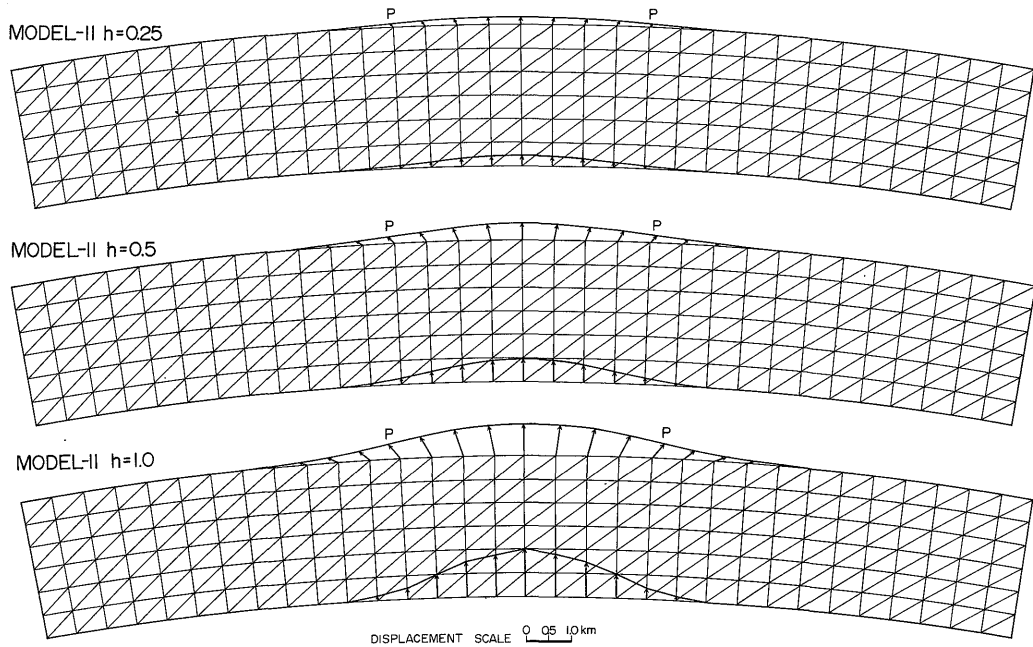 P P
MODEL-II h=0.25
P P
MODEL-II h=0.5
P P
MODEL-II h=1.0
DISPLACEMENT SCALE 0 0.5 1.0 km